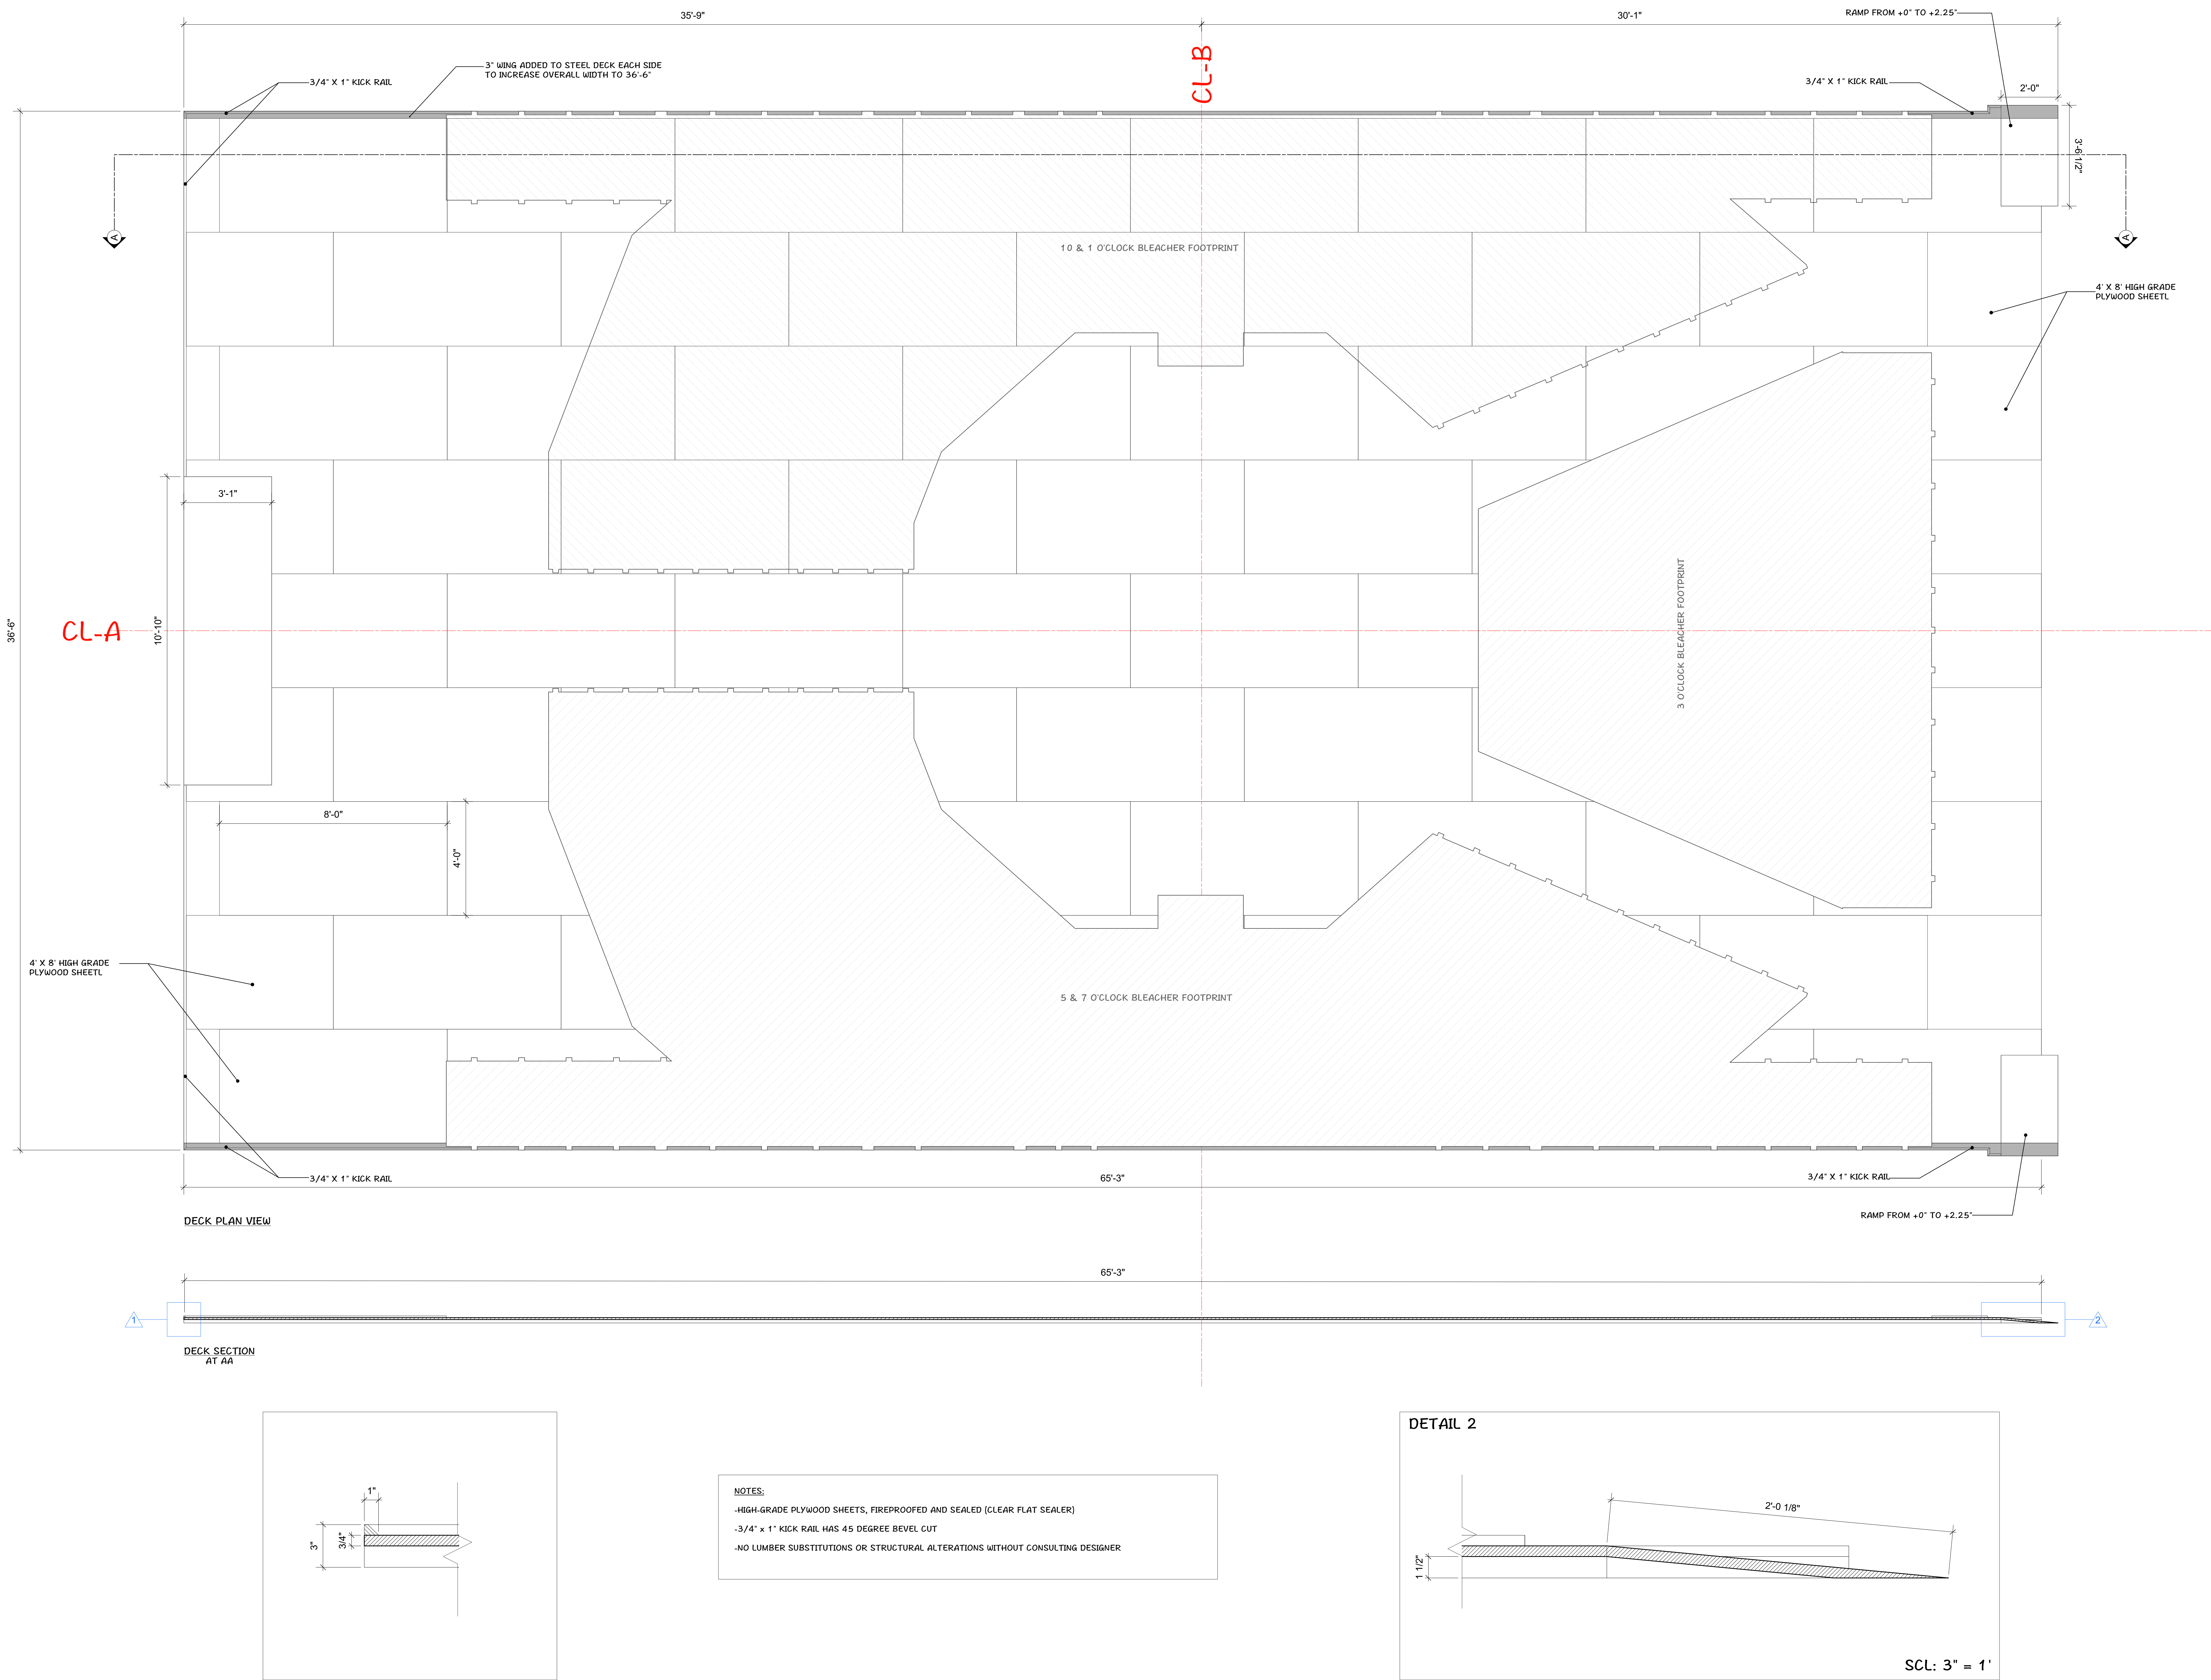 35'-9"
30'-1"
RAMP FROM +0" TO +2.25"
CL-B
3" WING ADDED TO STEEL DECK EACH SIDE
TO INCREASE OVERALL WIDTH TO 36'-6"
3/4" X 1" KICK RAIL
3/4" X 1" KICK RAIL
2'-0"
3'-6 1/2"
A
A
10 & 1 O'CLOCK BLEACHER FOOTPRINT
4' X 8' HIGH GRADE
PLYWOOD SHEETL
3'-1"
36'-6"
CL-A
10'-10"
3 O'CLOCK BLEACHER FOOTPRINT
8'-0"
4'-0"
4' X 8' HIGH GRADE
PLYWOOD SHEETL
5 & 7 O'CLOCK BLEACHER FOOTPRINT
3/4" X 1" KICK RAIL
65'-3"
3/4" X 1" KICK RAIL
RAMP FROM +0" TO +2.25"
DECK PLAN VIEW
65'-3"
1
2
DECK SECTION
AT AA
1"
3"
3/4"
NOTES:
-HIGH-GRADE PLYWOOD SHEETS, FIREPROOFED AND SEALED (CLEAR FLAT SEALER)
-3/4" x 1" KICK RAIL HAS 45 DEGREE BEVEL CUT
-NO LUMBER SUBSTITUTIONS OR STRUCTURAL ALTERATIONS WITHOUT CONSULTING DESIGNER
DETAIL 2
2'-0 1/8"
1 1/2"
SCL: 3" = 1'